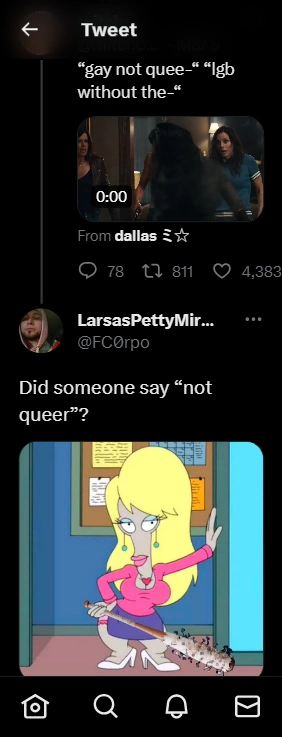 Tweet
“gay not quee-“ “lgb
without the-“
0:00
From dallas ミ☆
78 811 4,383
LarsasPettyMir...
@FC0rpo
Did someone say “not
queer”?